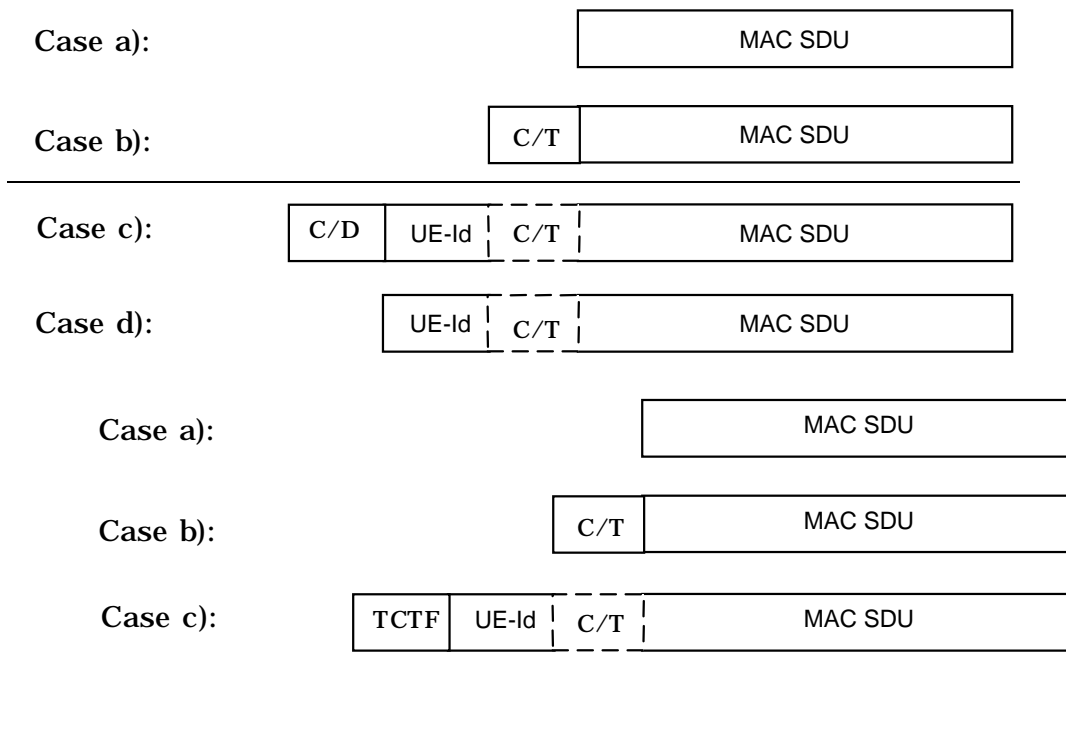 Case a): MAC SDU
Case b): C/T MAC SDU
Case c): C/D UE-Id C/T MAC SDU
Case d): UE-Id C/T MAC SDU
Case a): MAC SDU
Case b): C/T MAC SDU
Case c): TCTF UE-Id C/T MAC SDU